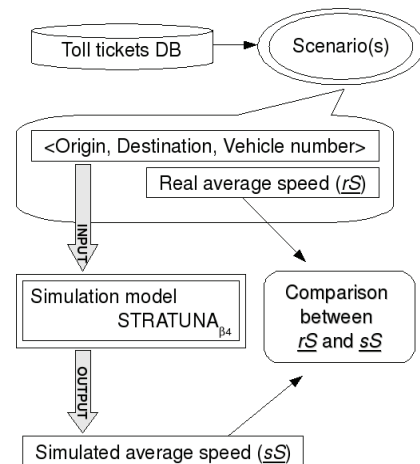 Toll tickets DB
Scenario(s)
<Origin, Destination, Vehicle number>
Real average speed (rS)
INPUT
Simulation model
STRATUNAβ4
Comparison
between
rS and sS
OUTPUT
Simulated average speed (sS)